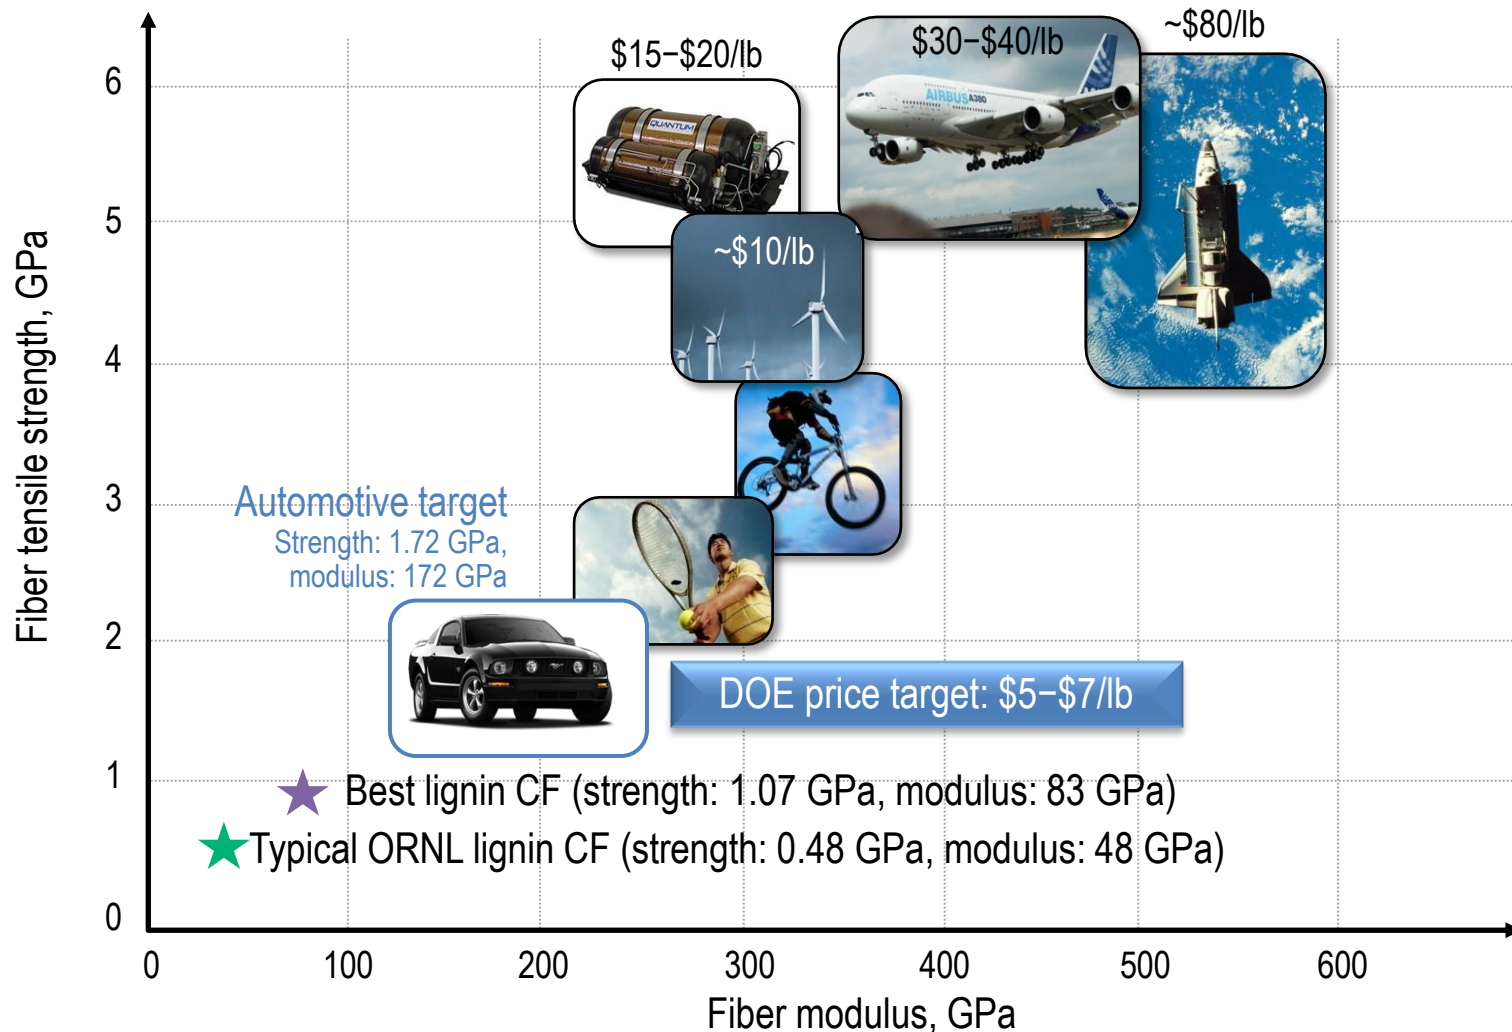 ~$80/lb
$30−$40/lb
$15−$20/lb
AIRBUS A380
QUANTUM
~$10/lb
6
5
4
3
2
1
0
Fiber tensile strength, GPa
Automotive target
Strength: 1.72 GPa,
modulus: 172 GPa
DOE price target: $5−$7/lb
Best lignin CF (strength: 1.07 GPa, modulus: 83 GPa)
Typical ORNL lignin CF (strength: 0.48 GPa, modulus: 48 GPa)
0 100 200 300 400 500 600
Fiber modulus, GPa